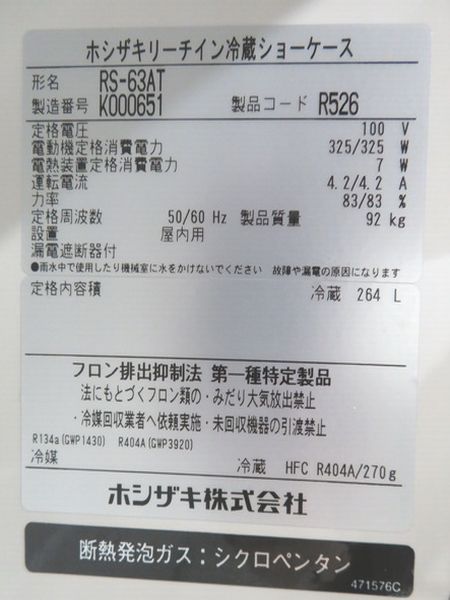 ホシザキリーチイン冷蔵ショーケース
形名 RS-63AT
製造番号 K000651 製品コード R526
定格電圧 100 V
電動機定格消費電力 325/325 W
電熱装置定格消費電力 7 W
運転電流 4.2/4.2 A
力率 83/83 %
定格周波数 50/60 Hz 製品質量 92 kg
設置 屋内用
漏電遮断器付
●雨水中で使用したり機械室に水をかけないでください 故障や漏電の原因になります
定格内容積 冷蔵 264 L
フロン排出抑制法 第一種特定製品
法にもとづくフロン類の・みだり大気放出禁止
・冷媒回収業者へ依頼実施・未回収機器の引渡禁止
R134a(GWP1430) R404A(GWP3920)
冷媒 冷蔵 HFC R404A/270g
ホシザキ株式会社
断熱発泡ガス：シクロペンタン
471576C